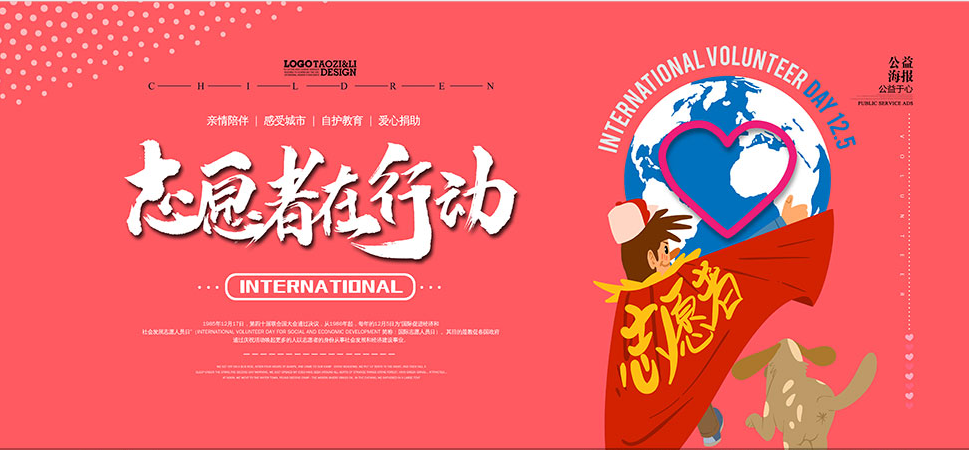 LOGOTAOZI&LI
DESIGN
CHILDREN
亲情陪伴 | 感受城市 | 自护教育 | 爱心捐助
志愿者在行动
INTERNATIONAL
1985年12月17日，第四十届联合国大会通过决议，从1986年起，每年的12月5日为"国际促进经济和
社会发展志愿人员日"（INTERNATIONAL VOLUNTEER DAY FOR SOCIAL AND ECONOMIC DEVELOPMENT 简称：国际志愿人员日），其目的是敦促各国政府
通过庆祝活动唤起更多的人以志愿者的身份从事社会发展和经济建设事业。
INTERNATIONAL VOLUNTEER DAY 12.5
志愿者
公益
海报
公益于心
PUBLIC SERVICE ADS
VOLUNTEER